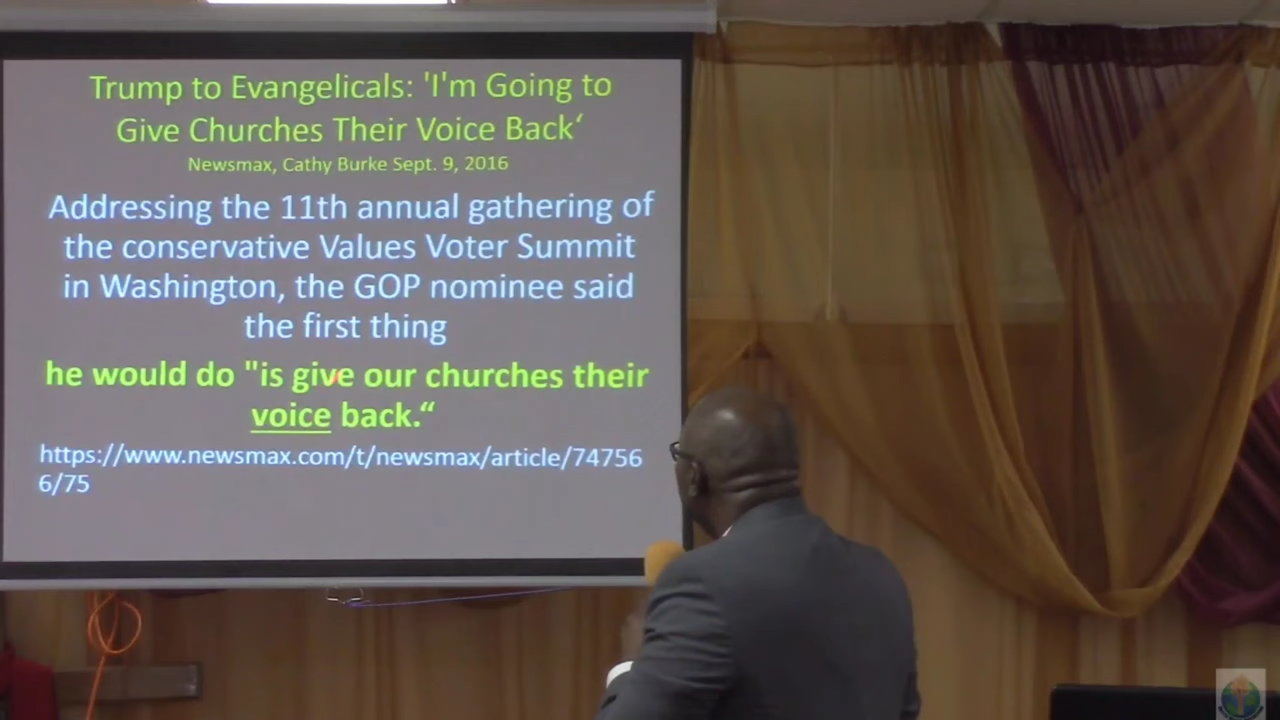 Trump to Evangelicals: 'I'm Going to
Give Churches Their Voice Back‘
Newsmax, Cathy Burke Sept. 9, 2016
Addressing the 11th annual gathering of
the conservative Values Voter Summit
in Washington, the GOP nominee said
the first thing
he would do "is give our churches their
voice back.“
https://www.newsmax.com/t/newsmax/article/74756
6/75